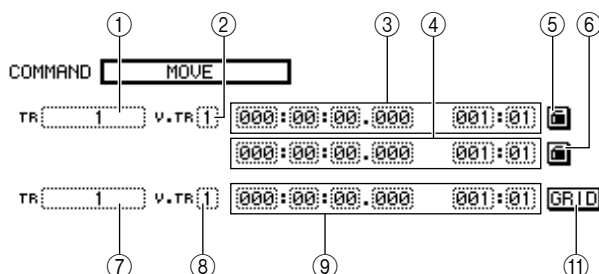 ① ② ③ ④ ⑤ ⑥
COMMAND MOVE
TR 1 V.TR 1 000:00:00.000 001:01
000:00:00.000 001:01
TR 1 V.TR 1 000:00:00.000 001:01 GRID
⑦ ⑧ ⑨ ⑪